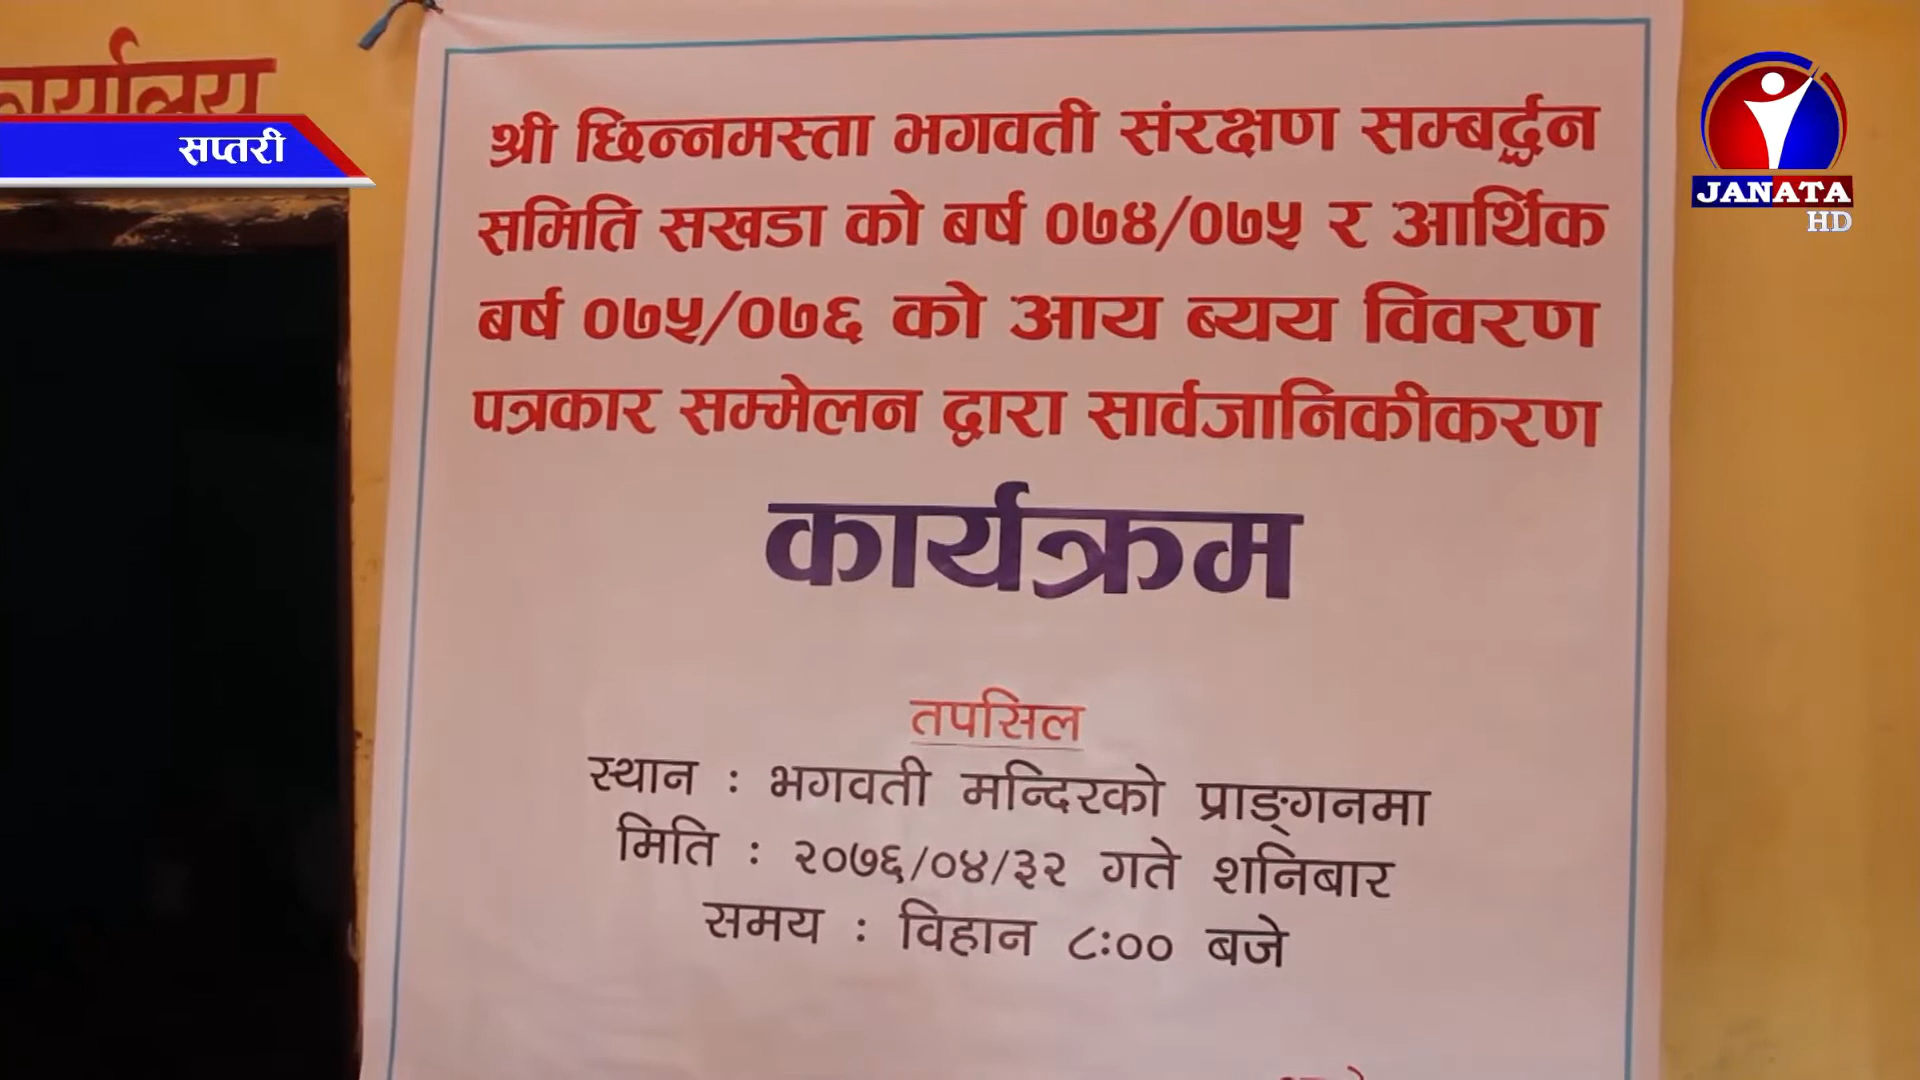 कार्यालय
सप्तरी
श्री छिन्नमस्ता भगवती संरक्षण सम्बर्द्धन
समिति सखडा को बर्ष ०७४/०७५ र आर्थिक
बर्ष ०७५/०७६ को आय ब्यय विवरण
पत्रकार सम्मेलन द्वारा सार्वजानिकीकरण
कार्यक्रम
तपसिल
स्थान : भगवती मन्दिरको प्राङ्गनमा
मिति : २०७६/०४/३२ गते शनिबार
समय : विहान ८:०० बजे
JANATA
HD